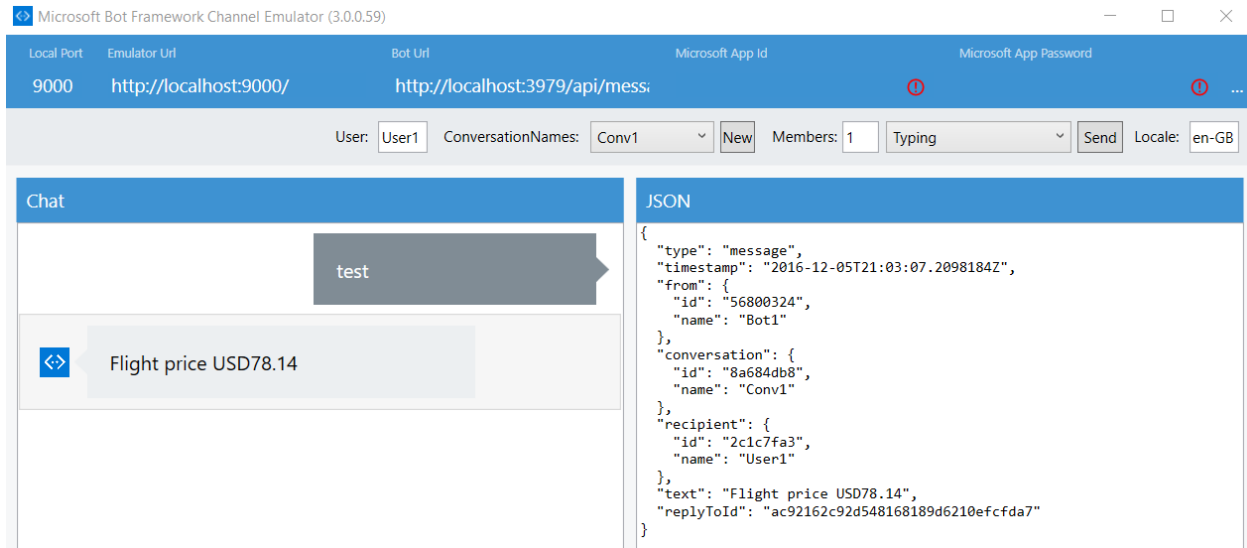 Microsoft Bot Framework Channel Emulator (3.0.0.59)
Local Port Emulator Url Bot Url Microsoft App Id Microsoft App Password
9000 http://localhost:9000/ http://localhost:3979/api/messa ...
User: User1 ConversationNames: Conv1 New Members: 1 Typing Send Locale: en-GB
Chat
test
Flight price USD78.14
JSON
{
"type": "message",
"timestamp": "2016-12-05T21:03:07.2098184Z",
"from": {
"id": "56800324",
"name": "Bot1"
},
"conversation": {
"id": "8a684db8",
"name": "Conv1"
},
"recipient": {
"id": "2c1c7fa3",
"name": "User1"
},
"text": "Flight price USD78.14",
"replyToId": "ac92162c92d548168189d6210efcfda7"
}